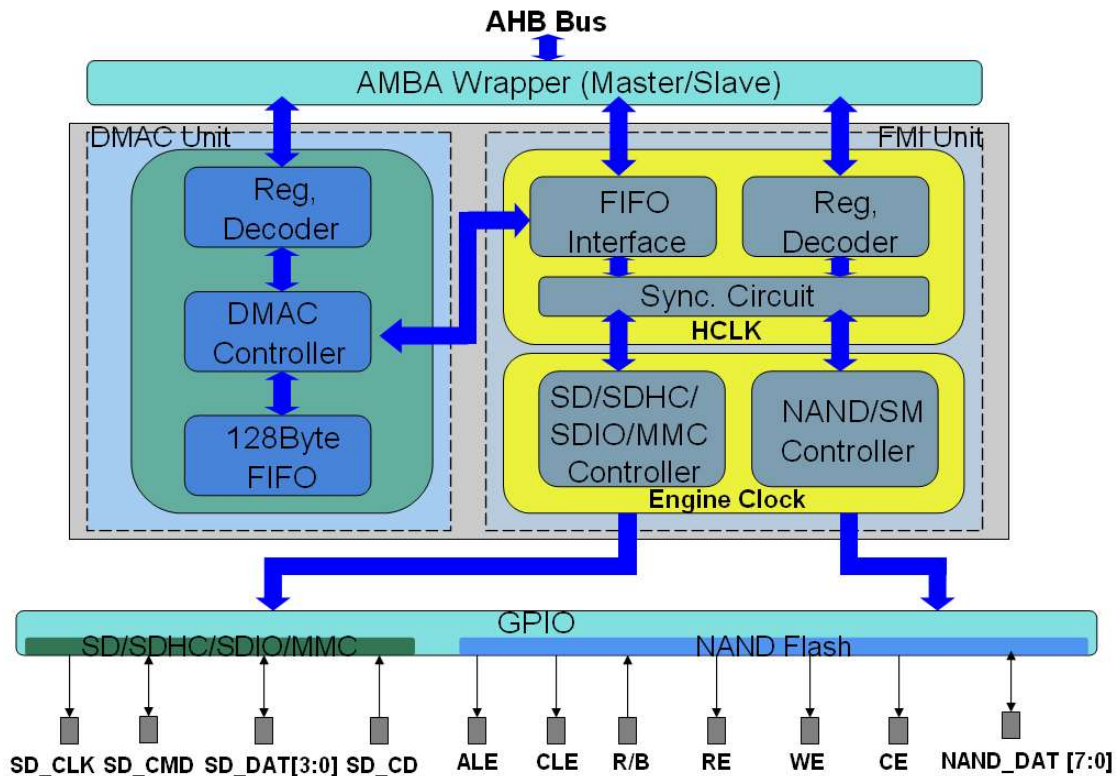 AHB Bus
AMBA Wrapper (Master/Slave)
DMAC Unit
FMI Unit
Reg,
Decoder
DMAC
Controller
128Byte
FIFO
FIFO
Interface
Reg,
Decoder
Sync. Circuit
HCLK
SD/SDHC/
SDIO/MMC
Controller
NAND/SM
Controller
Engine Clock
GPIO
SD/SDHC/SDIO/MMC
NAND Flash
SD_CLK
SD_CMD
SD_DAT[3:0]
SD_CD
ALE
CLE
R/B
RE
WE
CE
NAND_DAT [7:0]